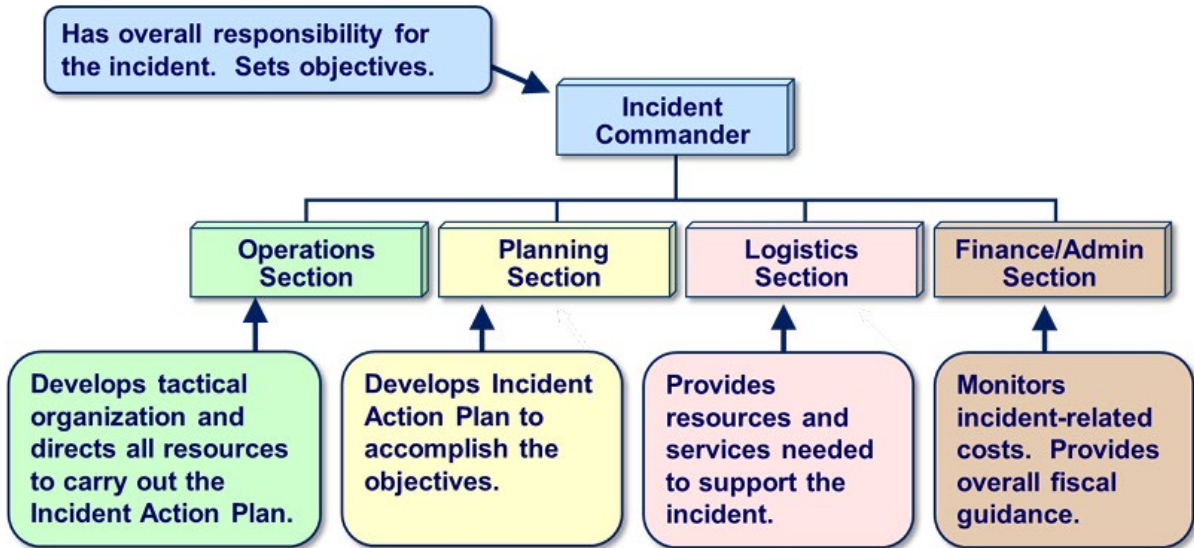 Has overall responsibility for
the incident. Sets objectives.
Incident
Commander
Operations
Section
Planning
Section
Logistics
Section
Finance/Admin
Section
Develops tactical
organization and
directs all resources
to carry out the
Incident Action Plan.
Develops Incident
Action Plan to
accomplish the
objectives.
Provides
resources and
services needed
to support the
incident.
Monitors
incident-related
costs. Provides
overall fiscal
guidance.